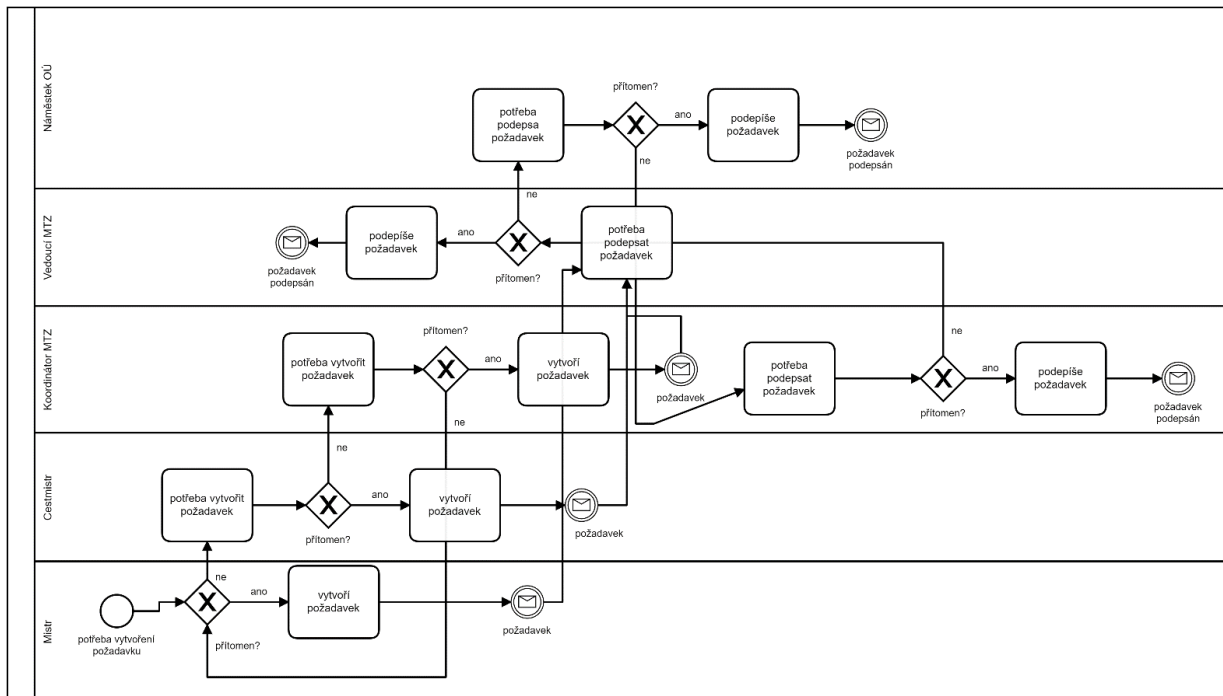 Náměstek OÚ
přítomen?
potřeba
podepsa
požadavek
ano
podepíše
požadavek
ne
požadavek
podepsán
Vedoucí MTZ
ne
podepíše
požadavek
ano
potřeba
podepsat
požadavek
požadavek
podepsán
přítomen?
Koordinátor MTZ
přítomen?
potřeba vytvořit
požadavek
ano
vytvoří
požadavek
požadavek
potřeba
podepsat
požadavek
ne
ano
podepíše
požadavek
přítomen?
požadavek
podepsán
ne
Cestmistr
ne
potřeba vytvořit
požadavek
ano
vytvoří
požadavek
přítomen?
požadavek
Mistr
ne
ano
vytvoří
požadavek
požadavek
potřeba vytvoření
požadavku
přítomen?